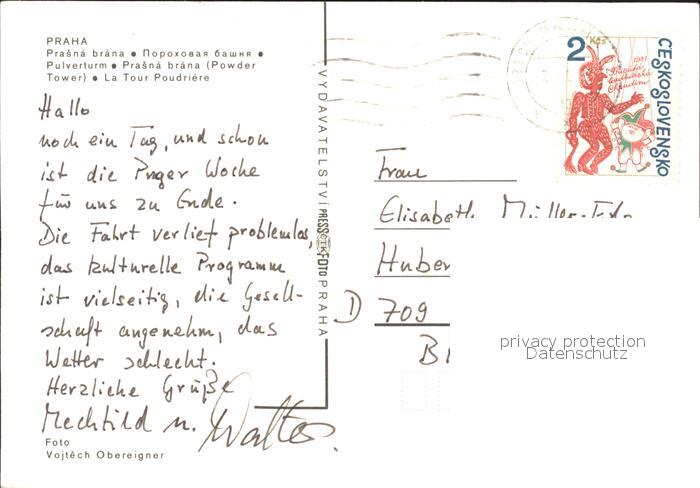 PRAHA
Prašná brána • Пороховая башня •
Pulverturm • Prašná brána (Powder
Tower) • La Tour Poudriére
Hallo
noch ein Tag, und schon
ist die Prager Woche
für uns zu Ende.
Die Fahrt verlief problemlos,
das kulturelle Programm
ist vielseitig, die Gesell-
schaft angenehm, das
Wetter schlecht.
Herzliche Grüße
Mechtild u. Walter.
Foto
Vojtěch Obereigner
VYDAVATELSTVÍ PRESSFOTO PRAHA
2 Kčs
1981
ČESKOSLOVENSKO
Frau
Elisabeth
Huber
D 709
privacy protection
Datenschutz